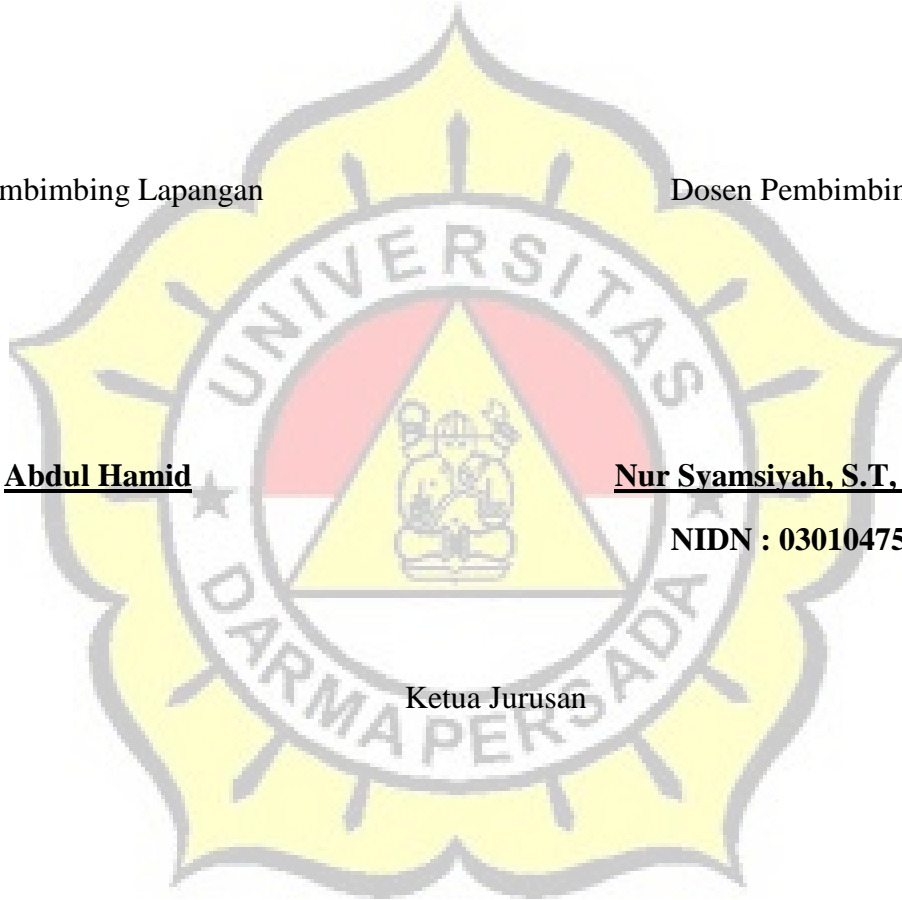 mbimbing Lapangan Dosen Pembimbin
UNIVERSITAS
Abdul Hamid Nur Syamsiyah, S.T,
NIDN : 03010475
DARMA PERSADA
Ketua Jurusan